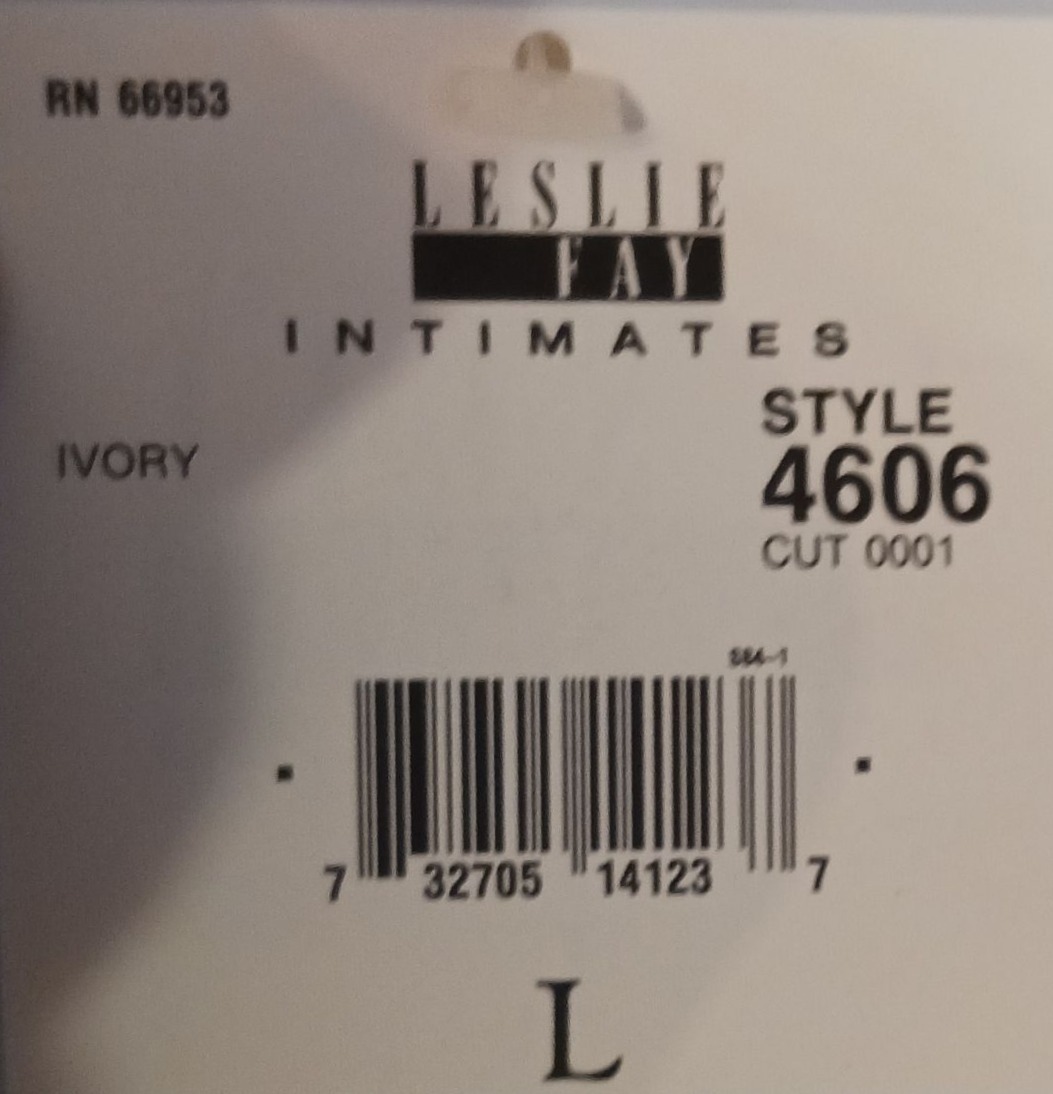 RN 66953
LESLIE
FAY
INTIMATES
STYLE
IVORY
4606
CUT 0001
7 32705 14123 7
L